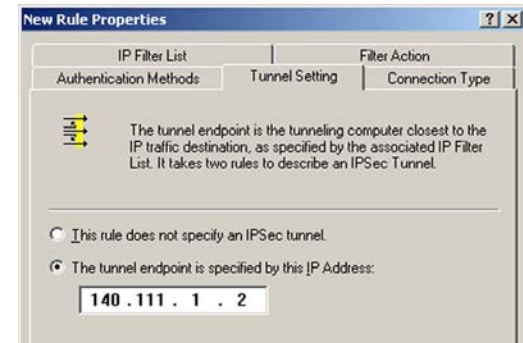 New Rule Properties ? X
IP Filter List Filter Action
Authentication Methods Tunnel Setting Connection Type
The tunnel endpoint is the tunneling computer closest to the
IP traffic destination, as specified by the associated IP Filter
List. It takes two rules to describe an IPSec Tunnel.
This rule does not specify an IPSec tunnel.
The tunnel endpoint is specified by this IP Address:
140 . 111 . 1 . 2